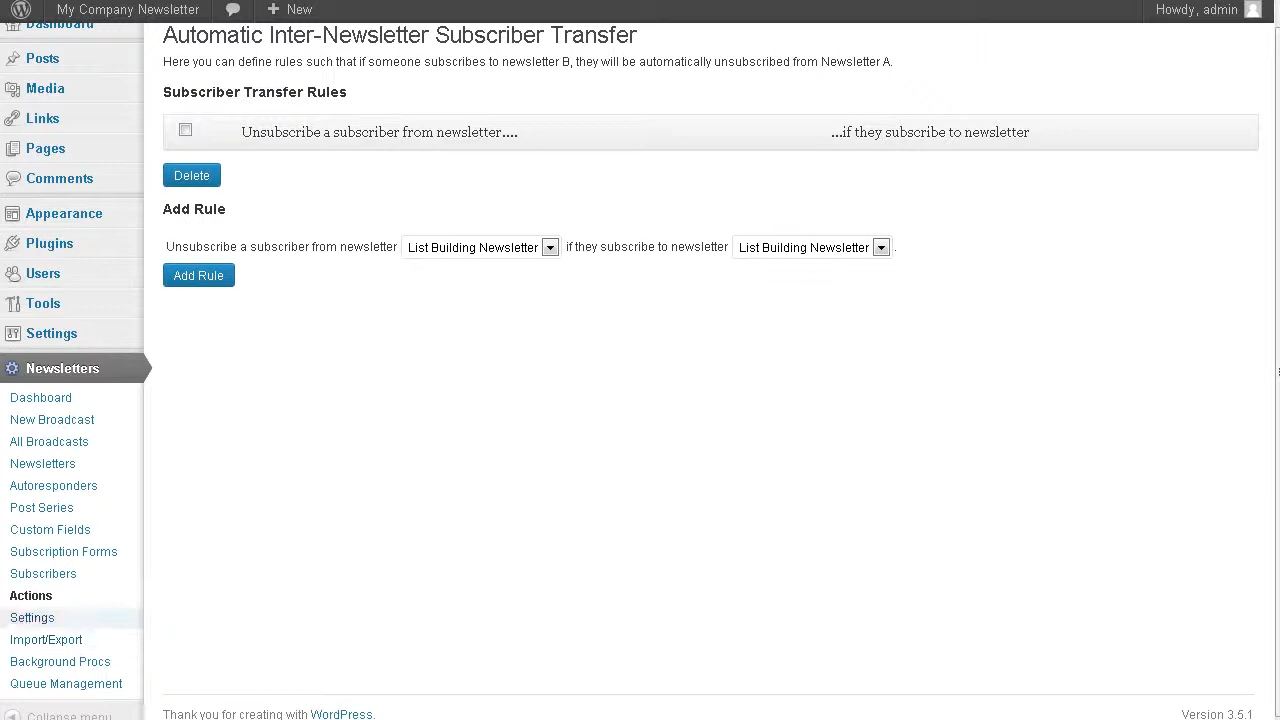 My Company Newsletter
New
Howdy, admin
Dashboard
Posts
Media
Links
Pages
Comments
Appearance
Plugins
Users
Tools
Settings
Newsletters
Dashboard
New Broadcast
All Broadcasts
Newsletters
Autoresponders
Post Series
Custom Fields
Subscription Forms
Subscribers
Actions
Settings
Import/Export
Background Procs
Queue Management
Collapse menu
Automatic Inter-Newsletter Subscriber Transfer
Here you can define rules such that if someone subscribes to newsletter B, they will be automatically unsubscribed from Newsletter A.
Subscriber Transfer Rules
Unsubscribe a subscriber from newsletter.... ...if they subscribe to newsletter
Delete
Add Rule
Unsubscribe a subscriber from newsletter List Building Newsletter if they subscribe to newsletter List Building Newsletter .
Add Rule
Thank you for creating with WordPress.
Version 3.5.1